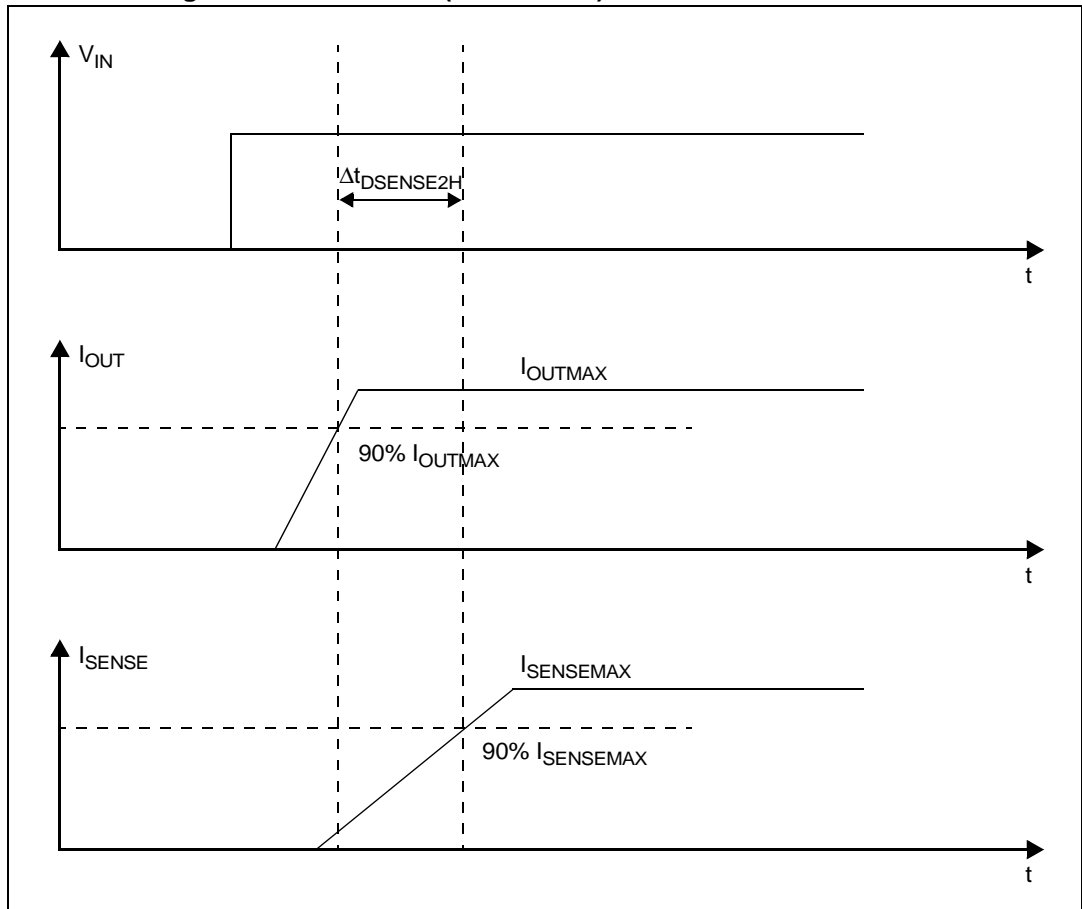 V_IN
Δt_DSENSE2H
t
I_OUT
I_OUTMAX
90% I_OUTMAX
t
I_SENSE
I_SENSEMAX
90% I_SENSEMAX
t